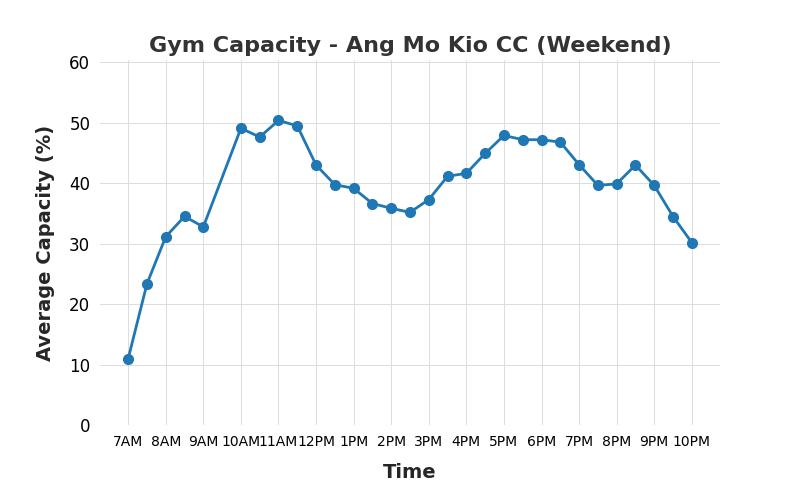 Gym Capacity - Ang Mo Kio CC (Weekend)
60
50
40
30
20
10
0
Average Capacity (%)
7AM 8AM 9AM 10AM 11AM 12PM 1PM 2PM 3PM 4PM 5PM 6PM 7PM 8PM 9PM 10PM
Time